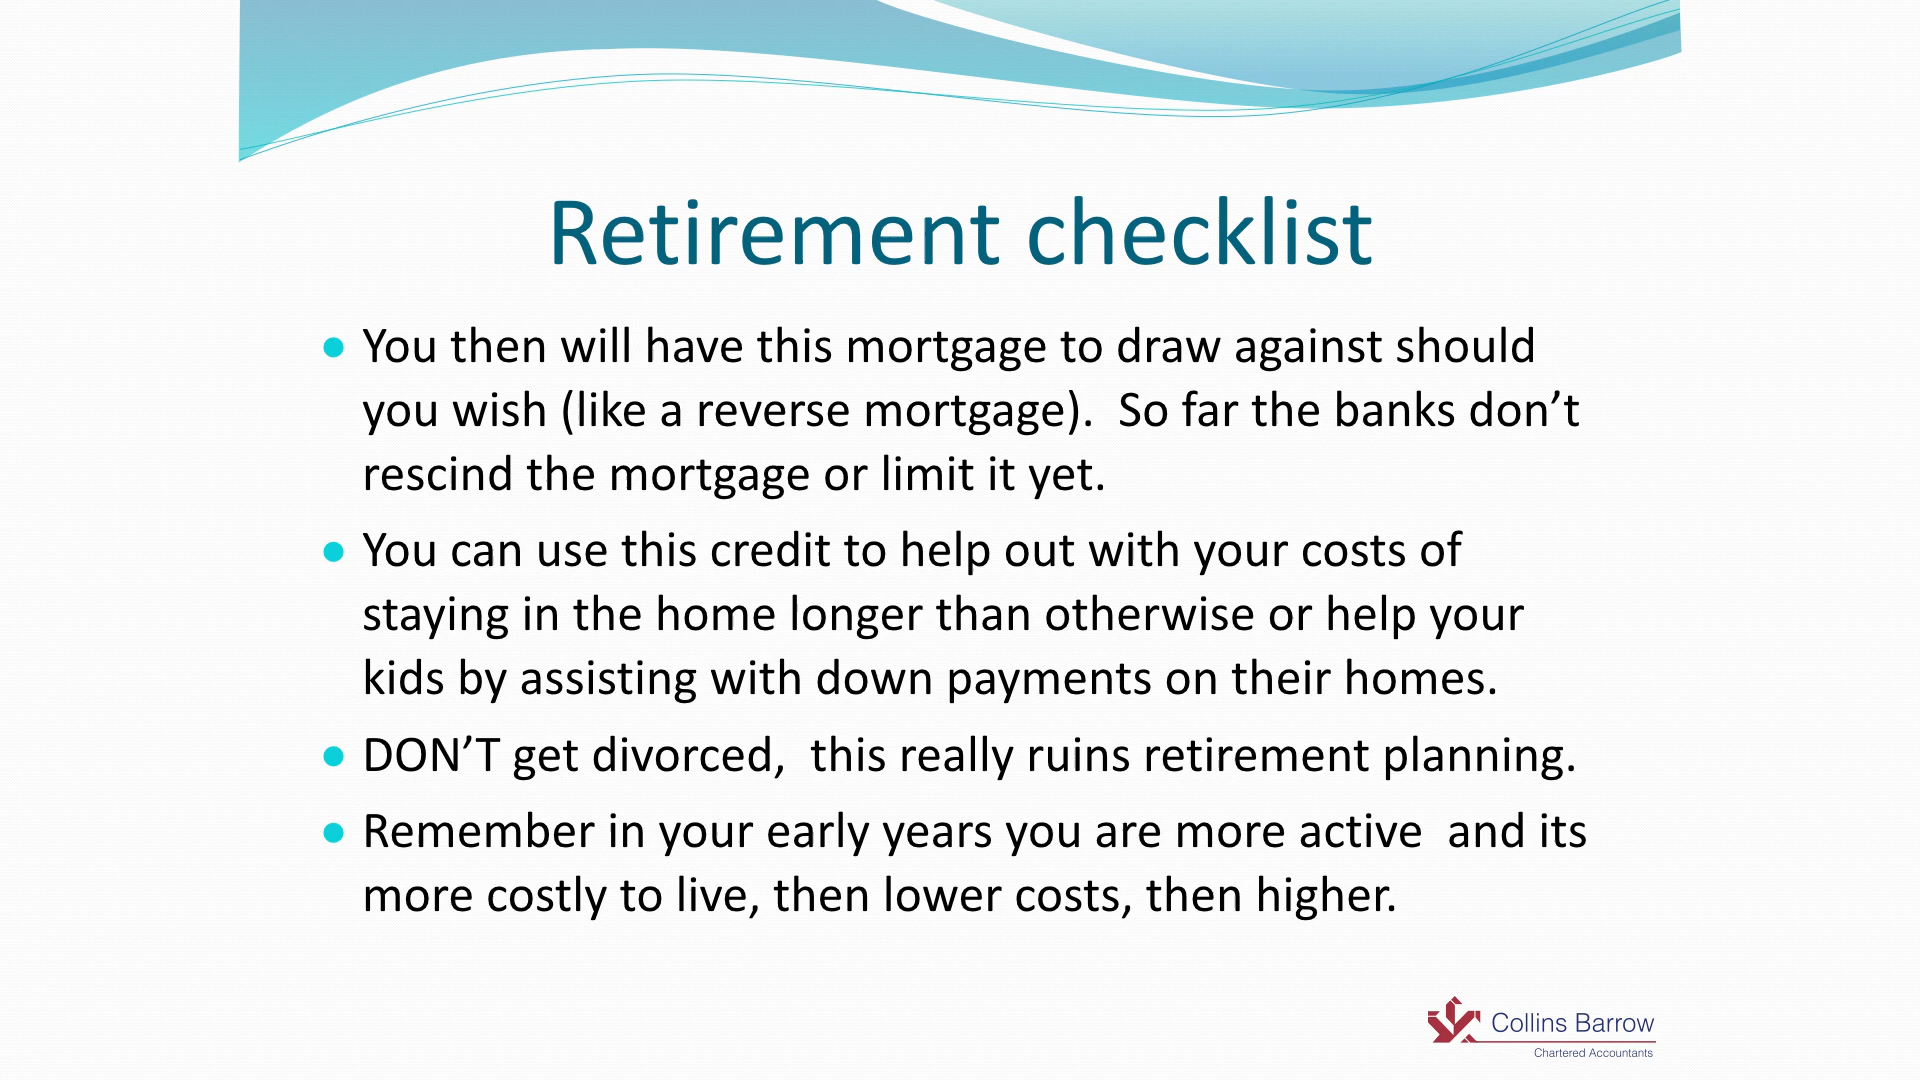 Retirement checklist
● You then will have this mortgage to draw against should
you wish (like a reverse mortgage).  So far the banks don’t
rescind the mortgage or limit it yet.
● You can use this credit to help out with your costs of
staying in the home longer than otherwise or help your
kids by assisting with down payments on their homes.
● DON’T get divorced,  this really ruins retirement planning.
● Remember in your early years you are more active  and its
more costly to live, then lower costs, then higher.
Collins Barrow
Chartered Accountants